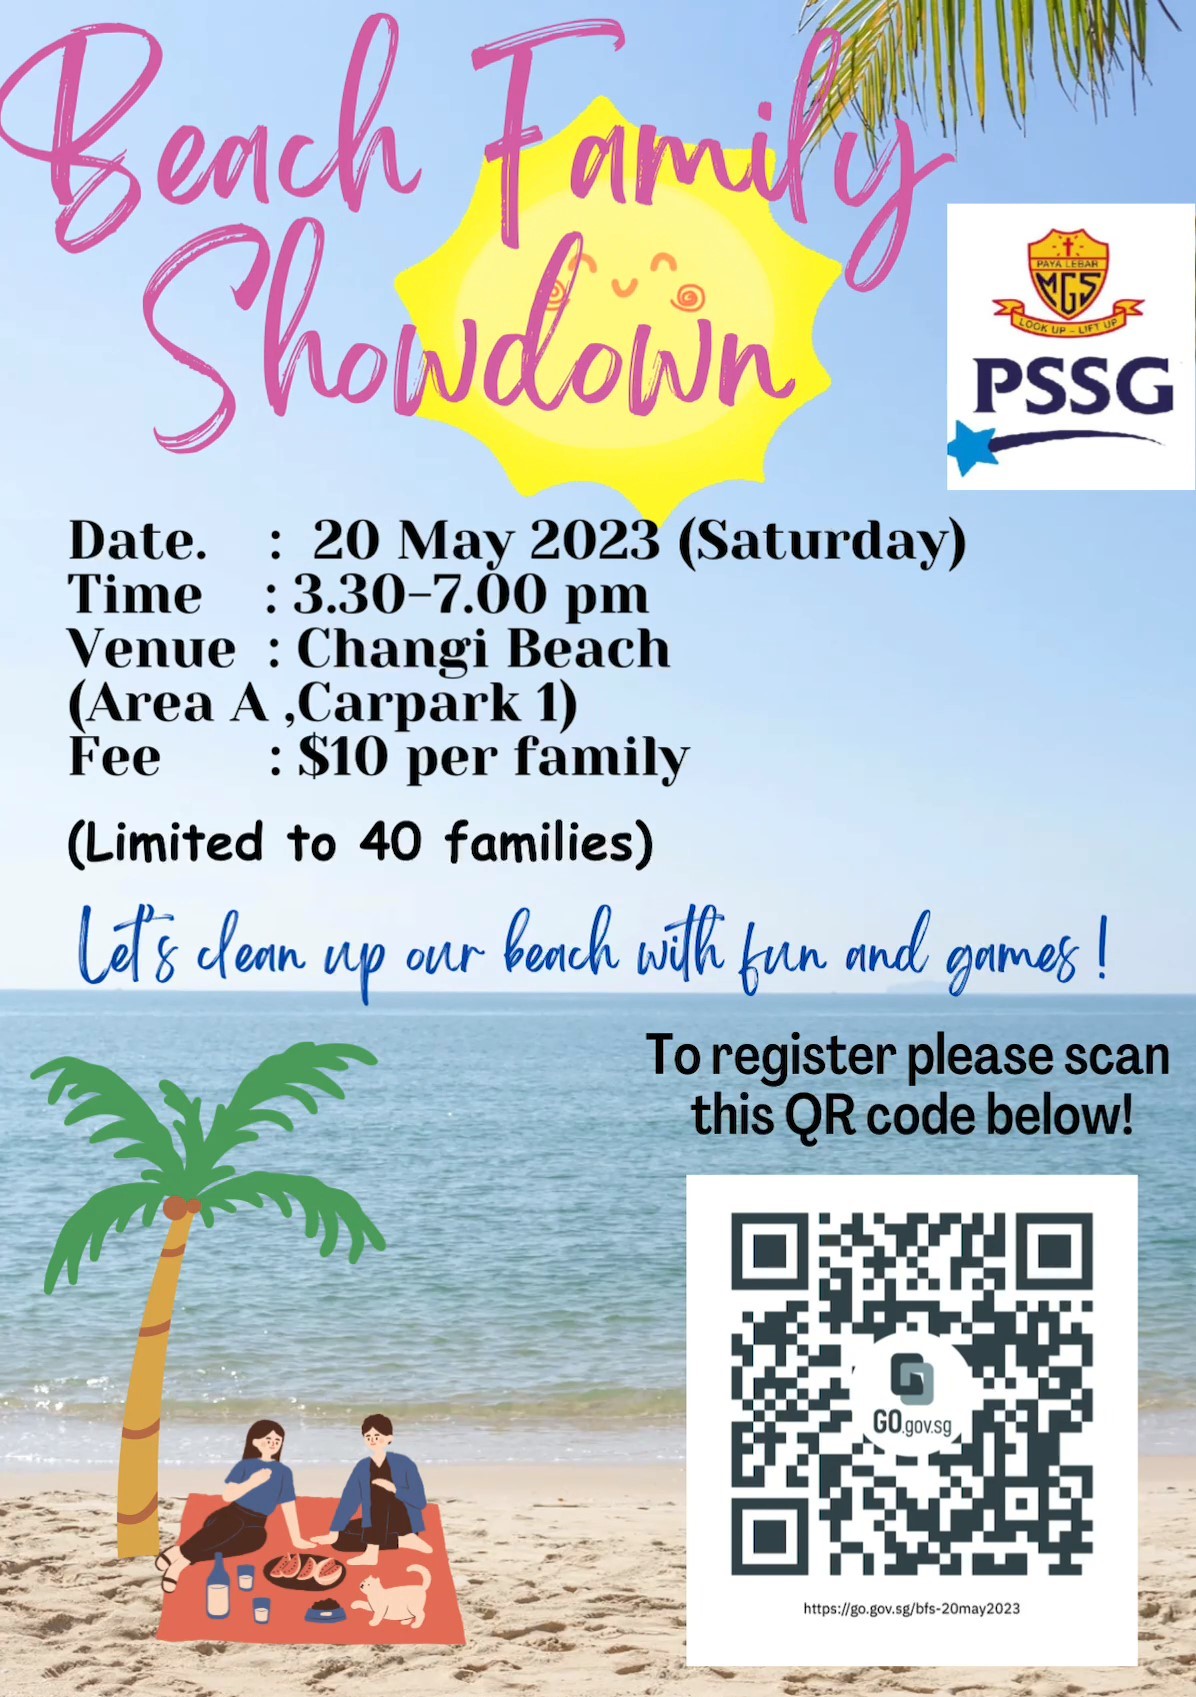 Beach Family
Showdown
PAYA LEBAR
MGS
LOOK UP - LIFT UP
PSSG
Date. : 20 May 2023 (Saturday)
Time : 3.30-7.00 pm
Venue : Changi Beach
(Area A ,Carpark 1)
Fee : $10 per family
(Limited to 40 families)
Let's clean up our beach with fun and games!
To register please scan
this QR code below!
GO.gov.sg
https://go.gov.sg/bfs-20may2023